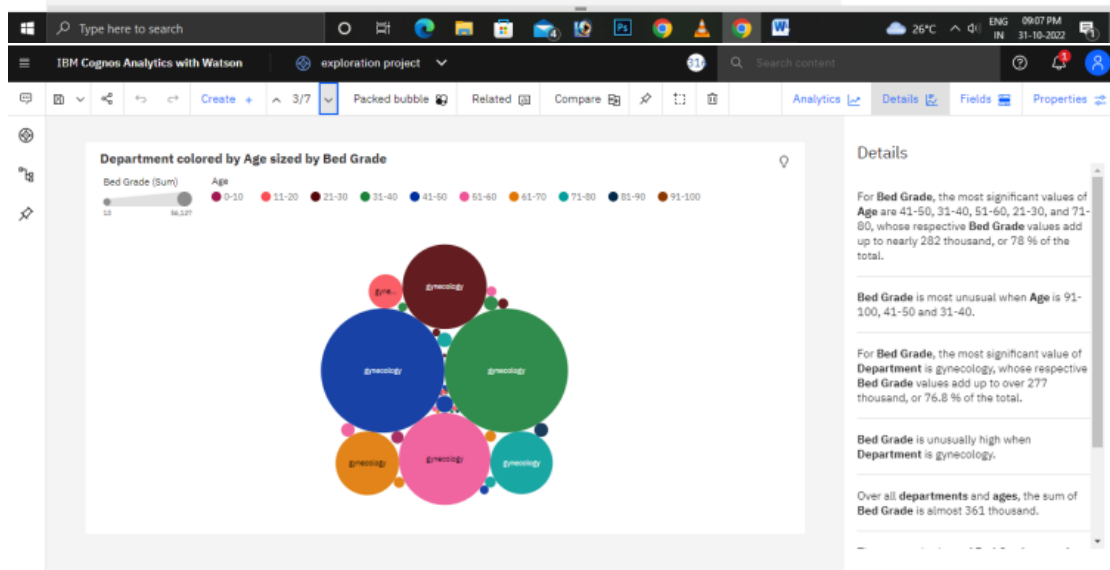 Type here to search
4
Ps
W
26°C
ENG
IN
09:07 PM
31-10-2022
1
IBM Cognos Analytics with Watson
exploration project
Search content
Create +
3/7
Packed bubble
Related
Compare
Analytics
Details
Fields
Properties
Department colored by Age sized by Bed Grade
Bed Grade (Sum)
Age
0-10 11-20 21-30 31-40 41-50 51-60 61-70 71-80 81-90 91-100
gyne...
gynecology
gynecology
gynecology
gynecology
gynecology
gynecology
Details
For Bed Grade, the most significant values of
Age are 41-50, 31-40, 51-60, 21-30, and 71-
80, whose respective Bed Grade values add
up to nearly 282 thousand, or 78 % of the
total.
Bed Grade is most unusual when Age is 91-
100, 41-50 and 31-40.
For Bed Grade, the most significant value of
Department is gynecology, whose respective
Bed Grade values add up to over 277
thousand, or 76.8 % of the total.
Bed Grade is unusually high when
Department is gynecology.
Over all departments and ages, the sum of
Bed Grade is almost 361 thousand.